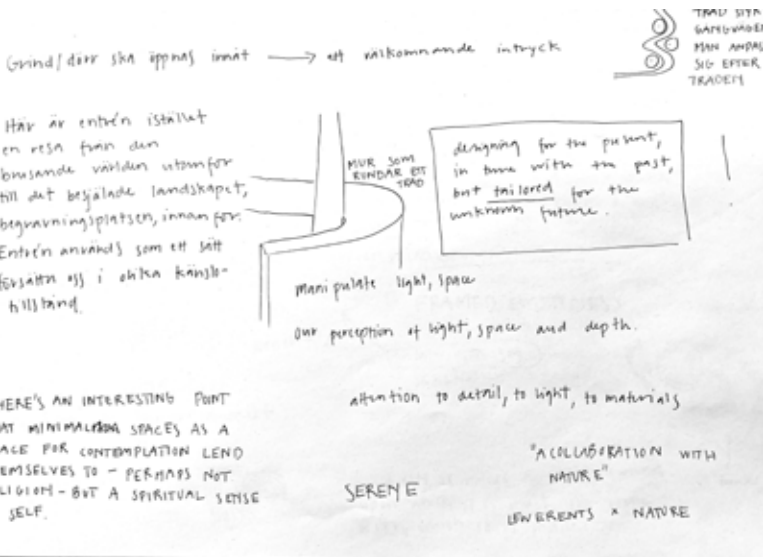 TRÄD STYR
GÅNGVÄGEN
MAN ANPAS
SIG EFTER
TRÄDEN
Grind/dörr ska öppnas innåt → ett välkomnande intryck
Här är entrén istället
en resa från den
brusande världen utanför
till det besjälade landskapet,
begravningsplatsen, innanför.
Entrén används som ett sätt
försätta oss i olika känslo-
tillstånd.
MUR SOM
RUNDAR ETT
TRÄD
designing for the present,
in tune with the past,
but tailored for the
unknown future.
Manipulate light, space
our perception of light, space and depth.
HERE'S AN INTERESTING POINT
AT MINIMAL SPACES AS A
ACE FOR CONTEMPLATION LEND
EMSELVES TO - PERHAPS NOT
LIGION - BUT A SPIRITUAL SENSE
SELF.
attention to detail, to light, to materials
"A COLLABORATION WITH
NATURE"
SERENE
LEWERENTS × NATURE